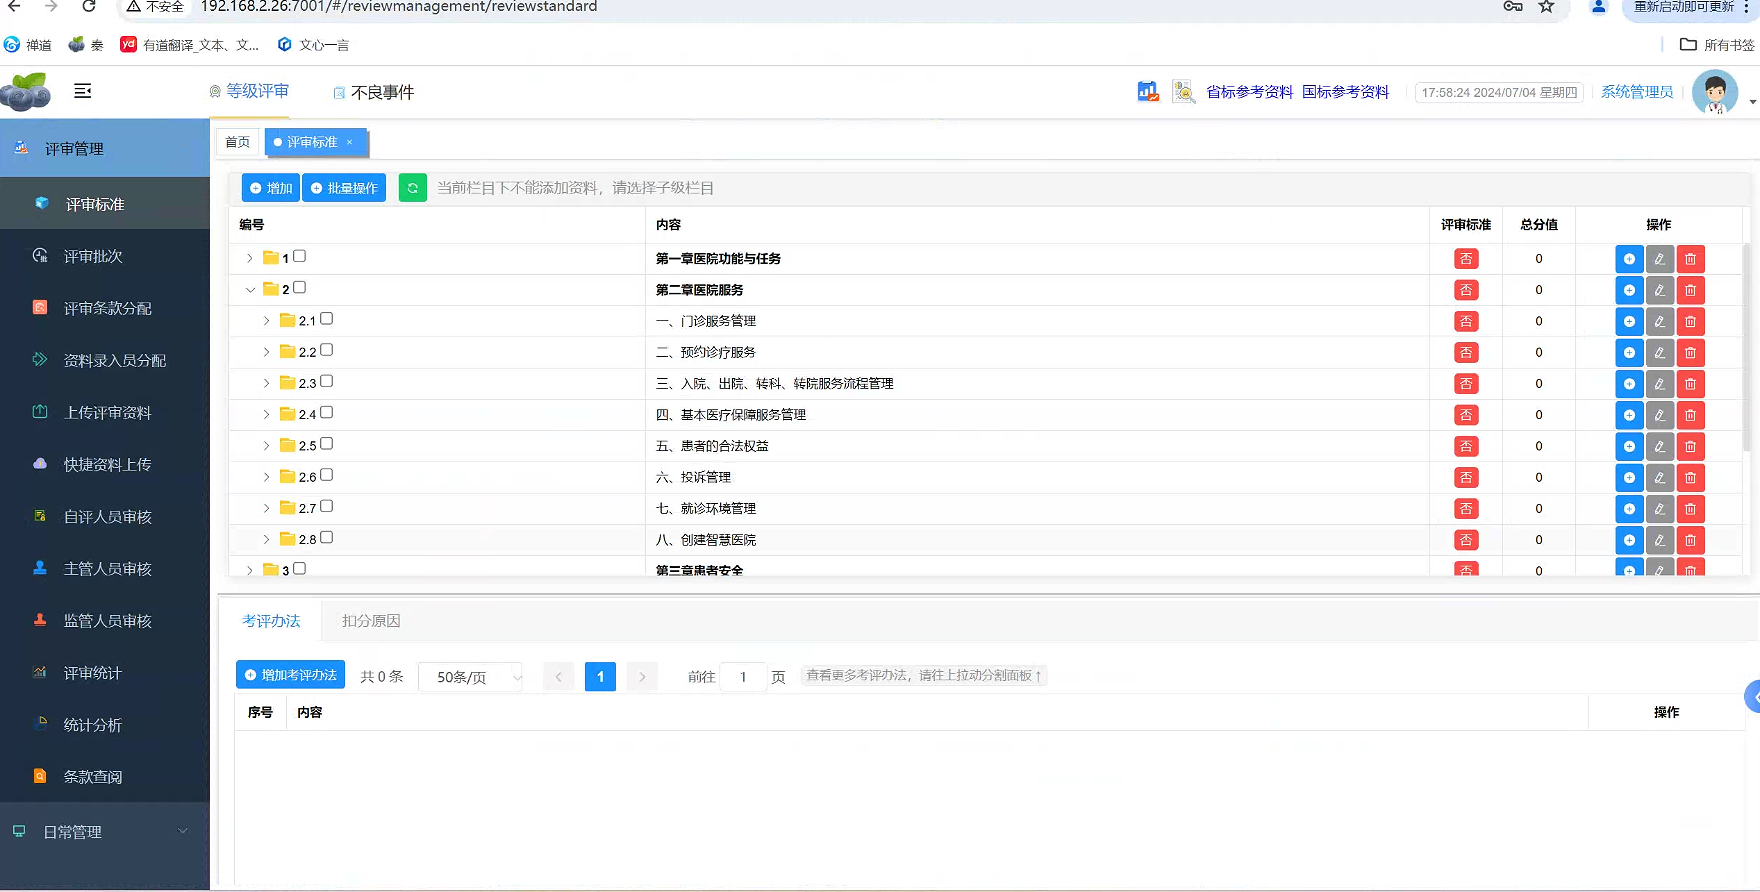 不安全 192.168.2.26:7001/#/reviewmanagement/reviewstandard 重新启动即可更新
禅道 秦 yd 有道翻译_文本、文... 文心一言 所有书签
等级评审 不良事件 省标参考资料 国标参考资料 17:58:24 2024/07/04 星期四 系统管理员
评审管理
评审标准
评审批次
评审条款分配
资料录入员分配
上传评审资料
快捷资料上传
自评人员审核
主管人员审核
监管人员审核
评审统计
统计分析
条款查阅
日常管理
首页 评审标准 ×
增加 批量操作 当前栏目下不能添加资料，请选择子级栏目
编号 内容 评审标准 总分值 操作
1 第一章医院功能与任务 否 0
2 第二章医院服务 否 0
2.1 一、门诊服务管理 否 0
2.2 二、预约诊疗服务 否 0
2.3 三、入院、出院、转科、转院服务流程管理 否 0
2.4 四、基本医疗保障服务管理 否 0
2.5 五、患者的合法权益 否 0
2.6 六、投诉管理 否 0
2.7 七、就诊环境管理 否 0
2.8 八、创建智慧医院 否 0
3 第三章患者安全 否 0
考评办法 扣分原因
增加考评办法 共 0 条 50条/页 1 前往 1 页 查看更多考评办法，请往上拉动分割面板↑
序号 内容 操作